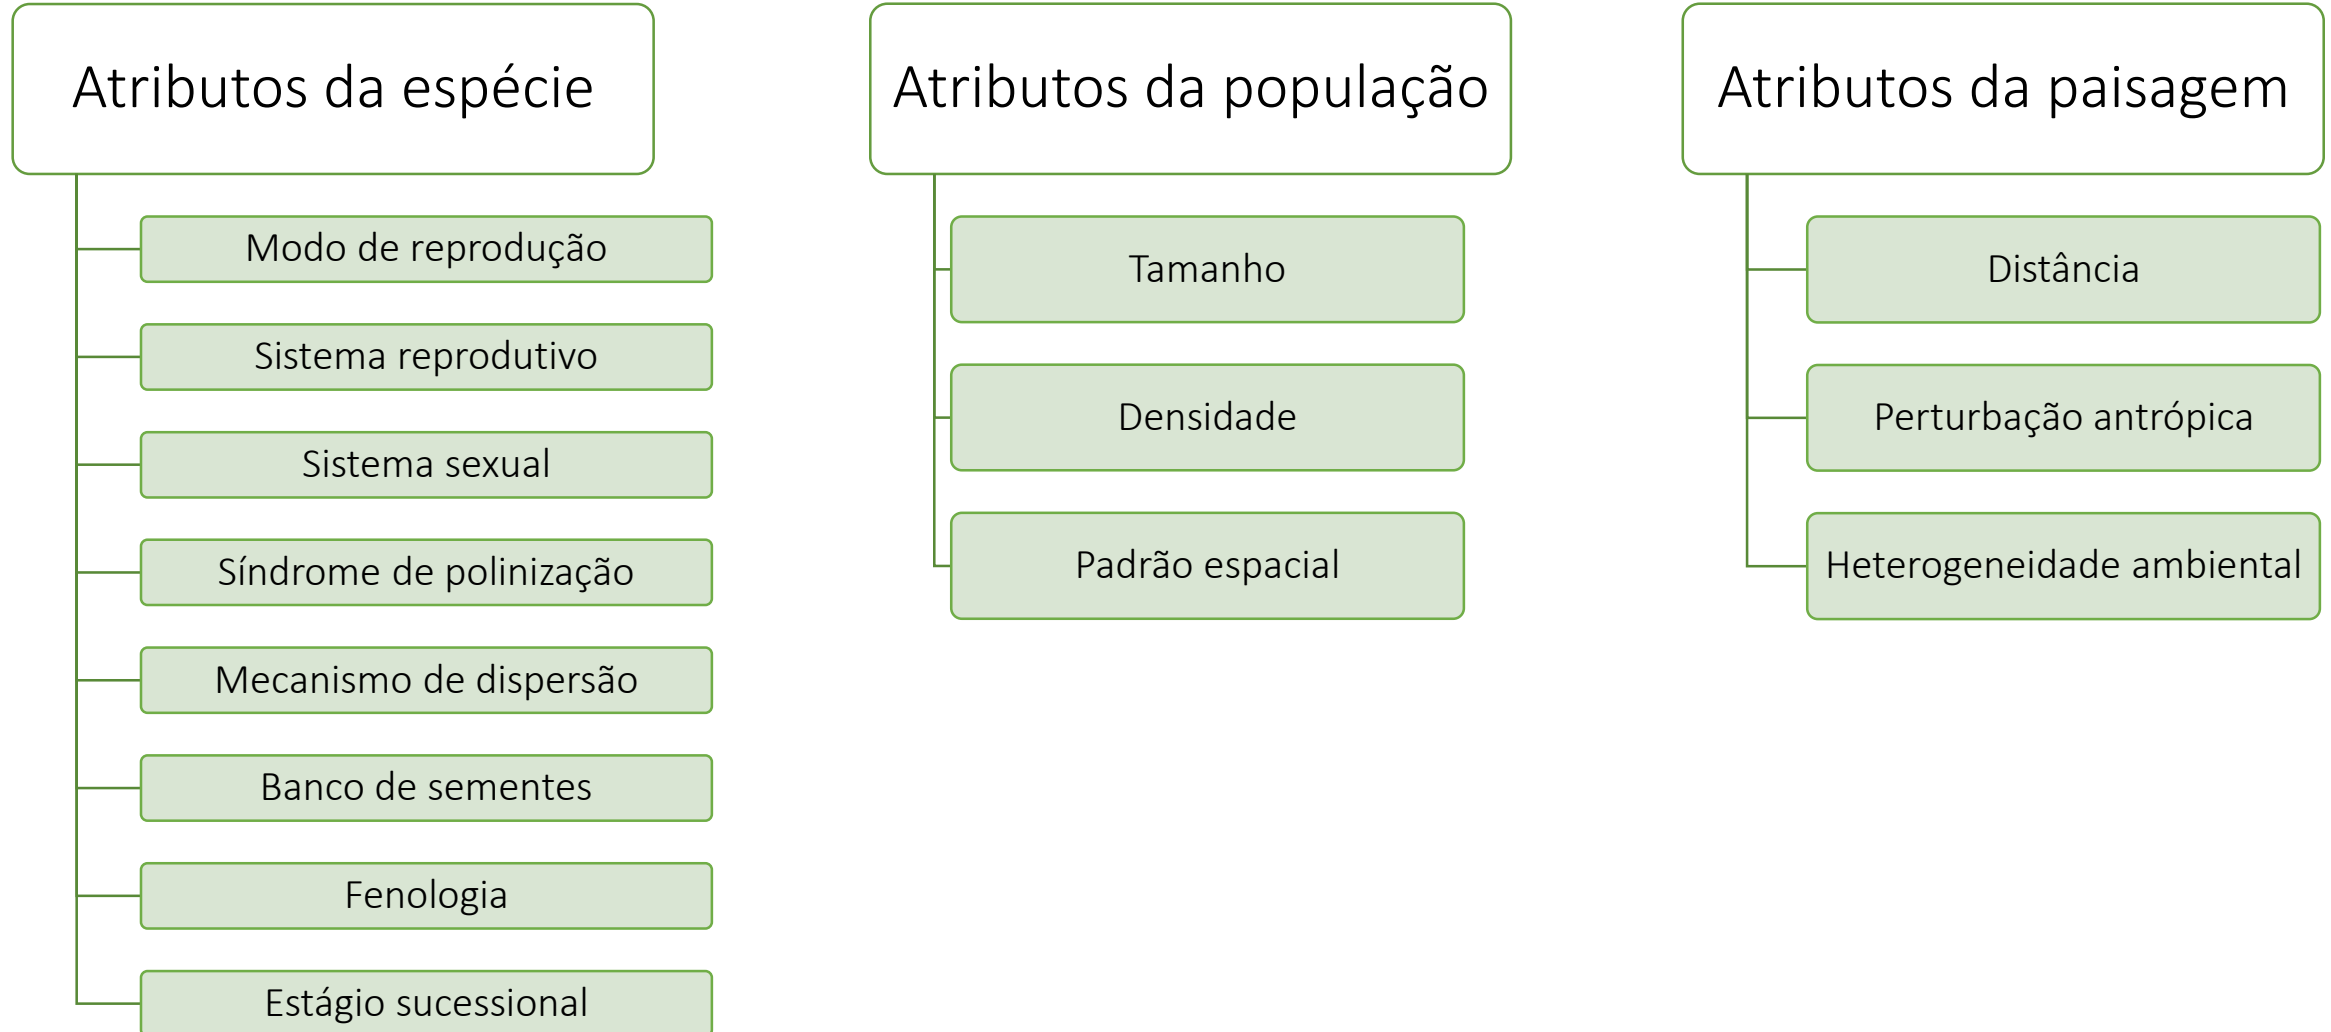 Atributos da espécie
Modo de reprodução
Sistema reprodutivo
Sistema sexual
Síndrome de polinização
Mecanismo de dispersão
Banco de sementes
Fenologia
Estágio sucessional
Atributos da população
Tamanho
Densidade
Padrão espacial
Atributos da paisagem
Distância
Perturbação antrópica
Heterogeneidade ambiental